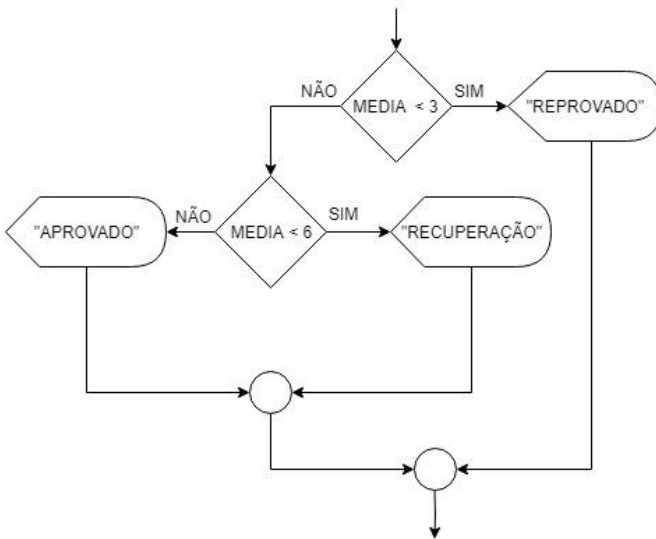 NÃO
MEDIA < 3
SIM
"REPROVADO"
"APROVADO"
NÃO
MEDIA < 6
SIM
"RECUPERAÇÃO"